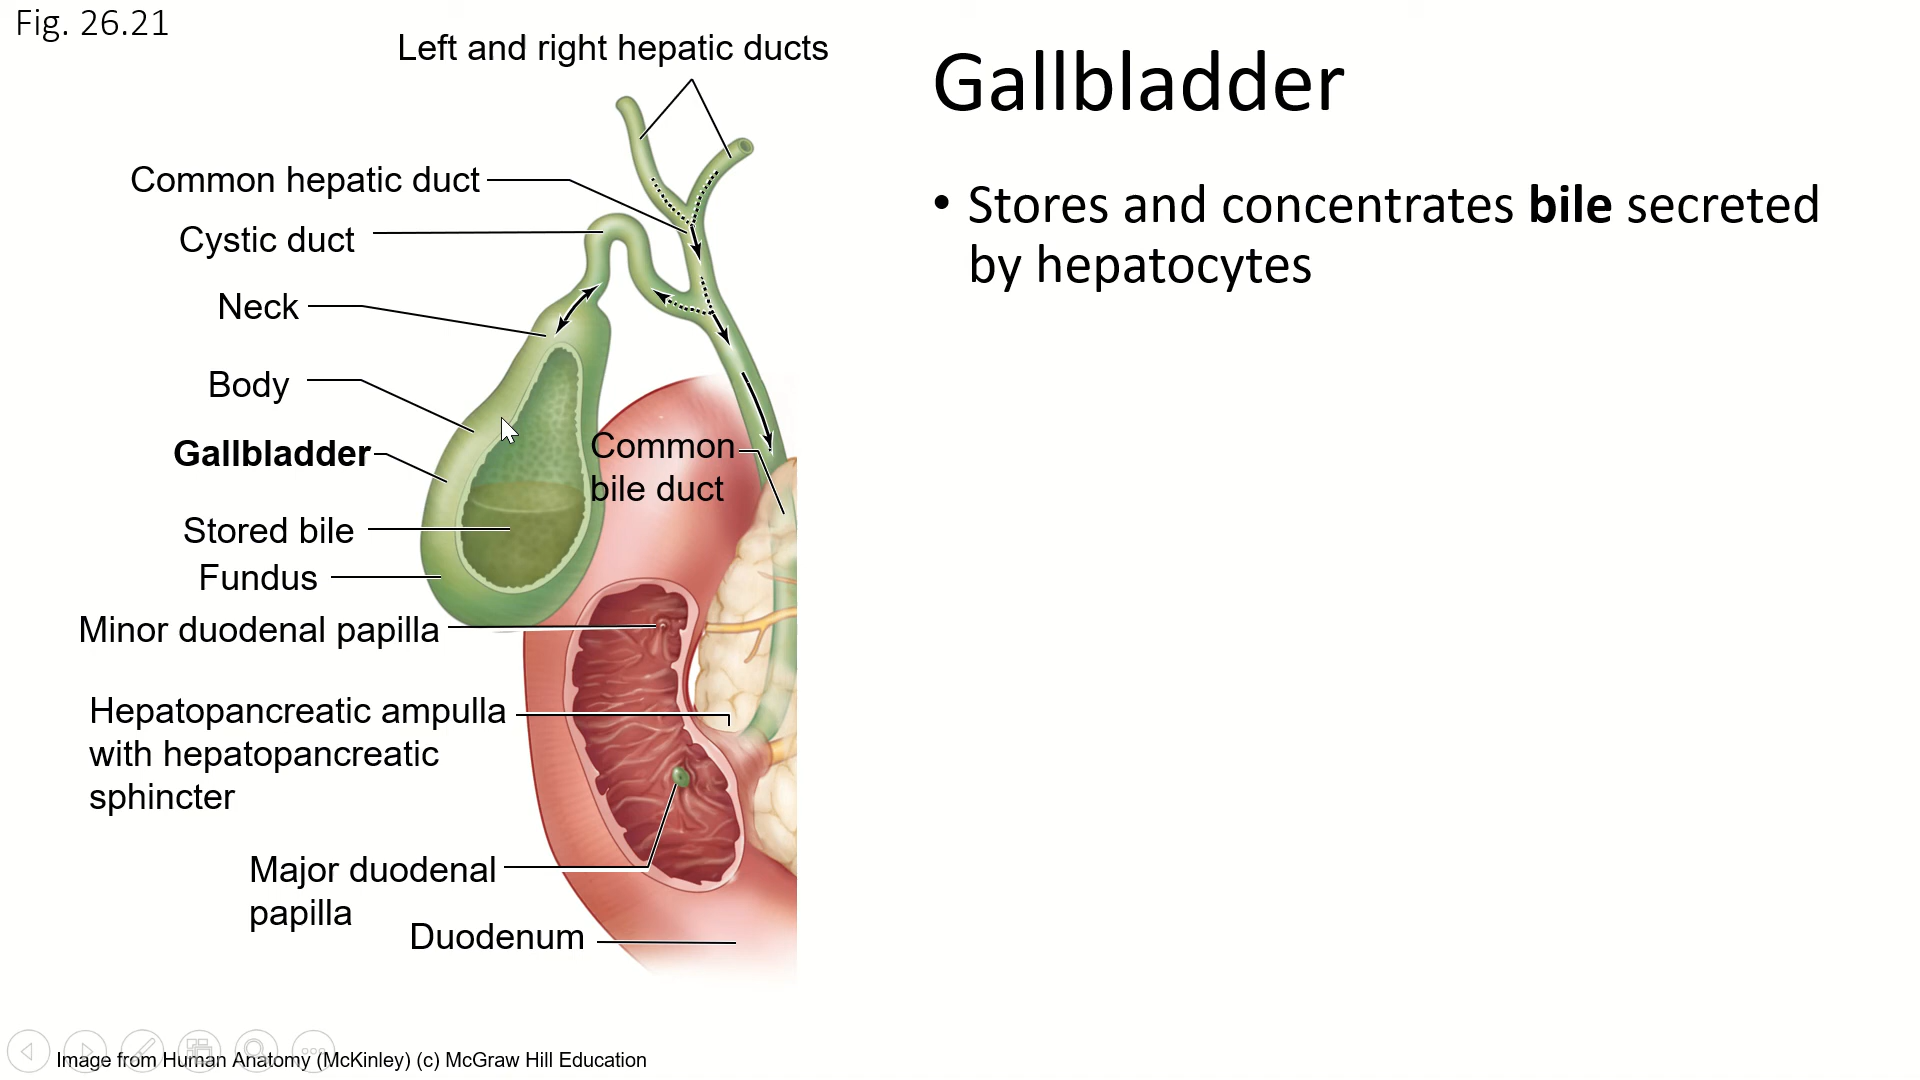 Fig. 26.21
Left and right hepatic ducts
Common hepatic duct
Cystic duct
Neck
Body
Gallbladder
Common
bile duct
Stored bile
Fundus
Minor duodenal papilla
Hepatopancreatic ampulla
with hepatopancreatic
sphincter
Major duodenal
papilla
Duodenum
Image from Human Anatomy (McKinley) (c) McGraw Hill Education
Gallbladder
• Stores and concentrates bile secreted
by hepatocytes